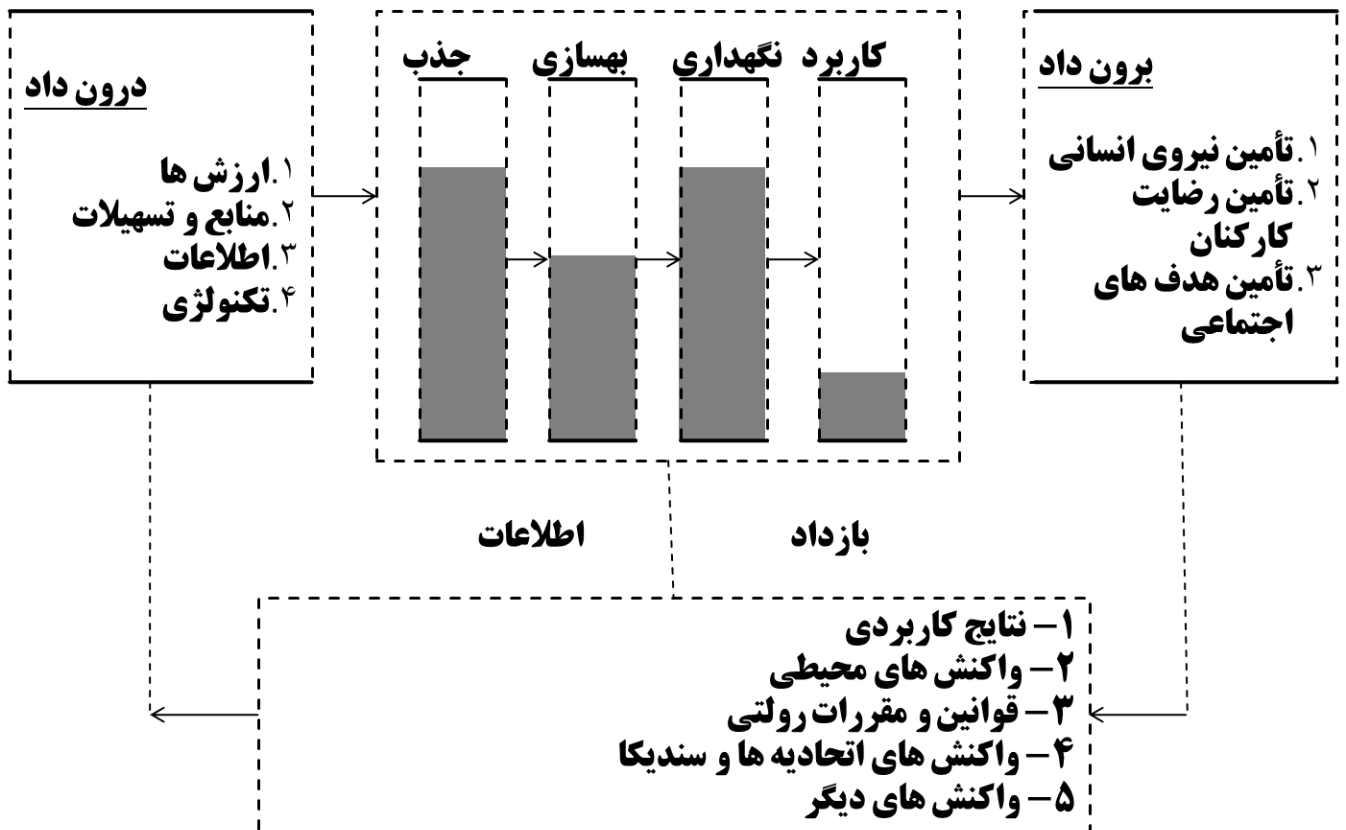 درون داد
۱.ارزش ها
۲.منابع و تسهیلات
۳.اطلاعات
۴.تکنولژی
جذب
بهسازی
نگهداری
کاربرد
برون داد
۱.تأمین نیروی انسانی
۲.تأمین رضایت
کارکنان
۳.تأمین هدف های
اجتماعی
اطلاعات
بازداد
۱– نتایج کاربردی
۲– واکنش های محیطی
۳– قوانین و مقررات رولتی
۴– واکنش های اتحادیه ها و سندیکا
۵– واکنش های دیگر